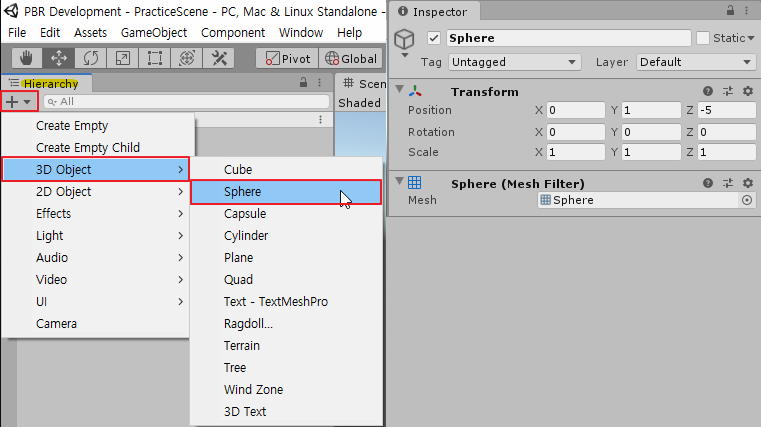 PBR Development - PracticeScene - PC, Mac & Linux Standalone -
File Edit Assets GameObject Component Window Help
Pivot Global
Hierarchy
All
Create Empty
Create Empty Child
3D Object
2D Object
Effects
Light
Audio
Video
UI
Camera
Cube
Sphere
Capsule
Cylinder
Plane
Quad
Text - TextMeshPro
Ragdoll...
Terrain
Tree
Wind Zone
3D Text
Scen
Shaded
Inspector
Sphere Static
Tag Untagged Layer Default
Transform
Position X 0 Y 1 Z -5
Rotation X 0 Y 0 Z 0
Scale X 1 Y 1 Z 1
Sphere (Mesh Filter)
Mesh Sphere